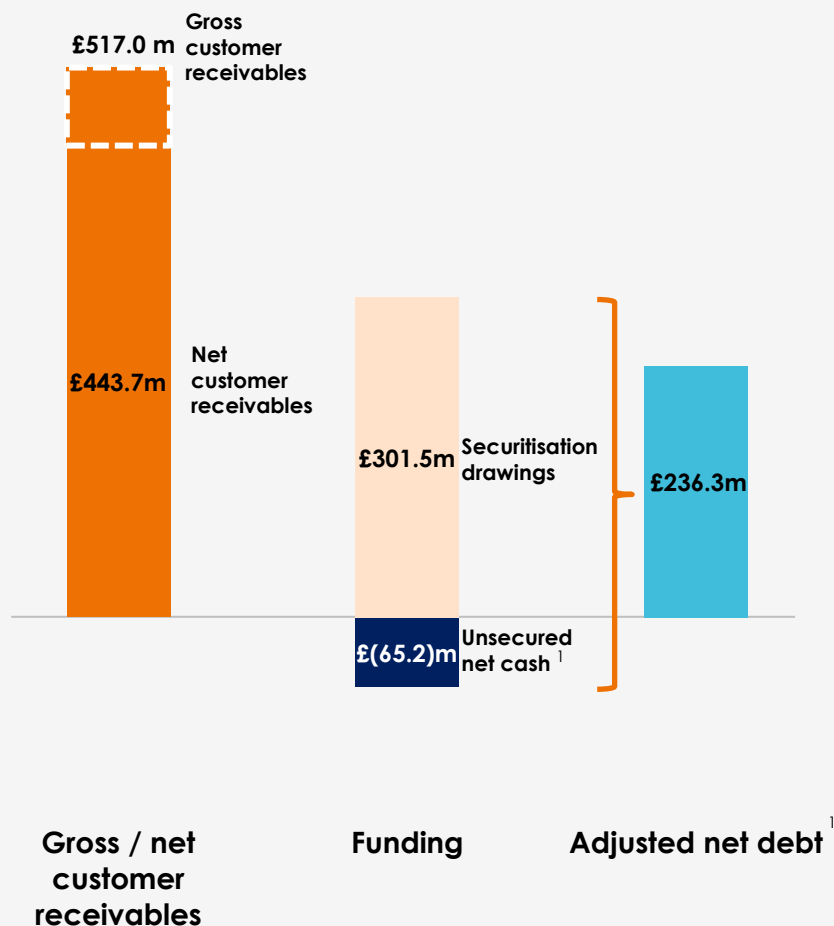 £517.0 m
Gross
customer
receivables
£443.7m
Net
customer
receivables
£301.5m
Securitisation
drawings
£236.3m
£(65.2)m
Unsecured
net cash 1
Gross / net
customer
receivables
Funding
Adjusted net debt 1